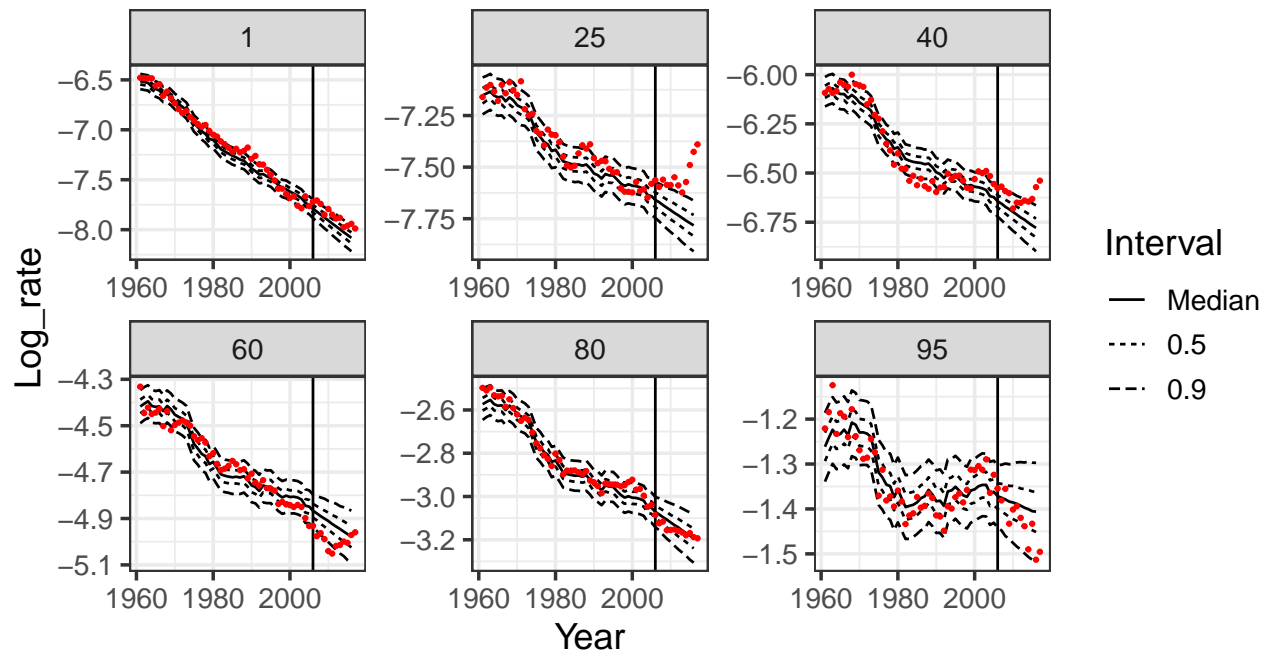 1 25 40
−6.5 −7.0 −7.5 −8.0
−7.25 −7.50 −7.75
−6.00 −6.25 −6.50 −6.75
1960 1980 2000 1960 1980 2000 1960 1980 2000
60 80 95
−4.3 −4.5 −4.7 −4.9 −5.1
−2.6 −2.8 −3.0 −3.2
−1.2 −1.3 −1.4 −1.5
1960 1980 2000 1960 1980 2000 1960 1980 2000
Log_rate
Year
Interval
Median
0.5
0.9